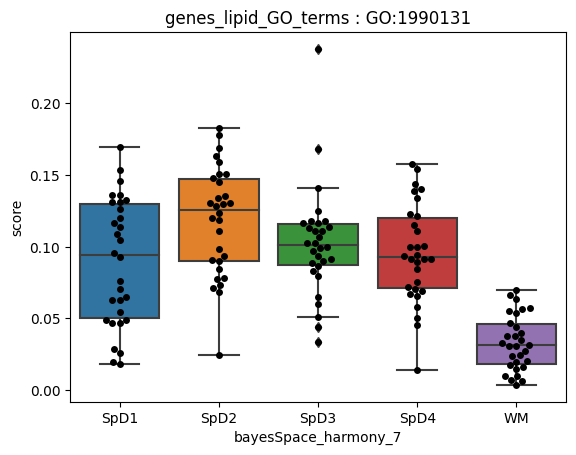 genes_lipid_GO_terms : GO:1990131
score
0.20
0.15
0.10
0.05
0.00
SpD1 SpD2 SpD3 SpD4 WM
bayesSpace_harmony_7